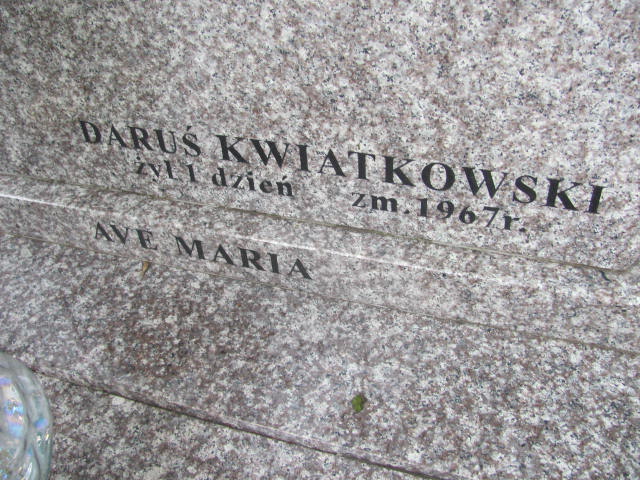 DARUŚ KWIATKOWSKI
żył 1 dzień zm. 1967r.
AVE MARIA